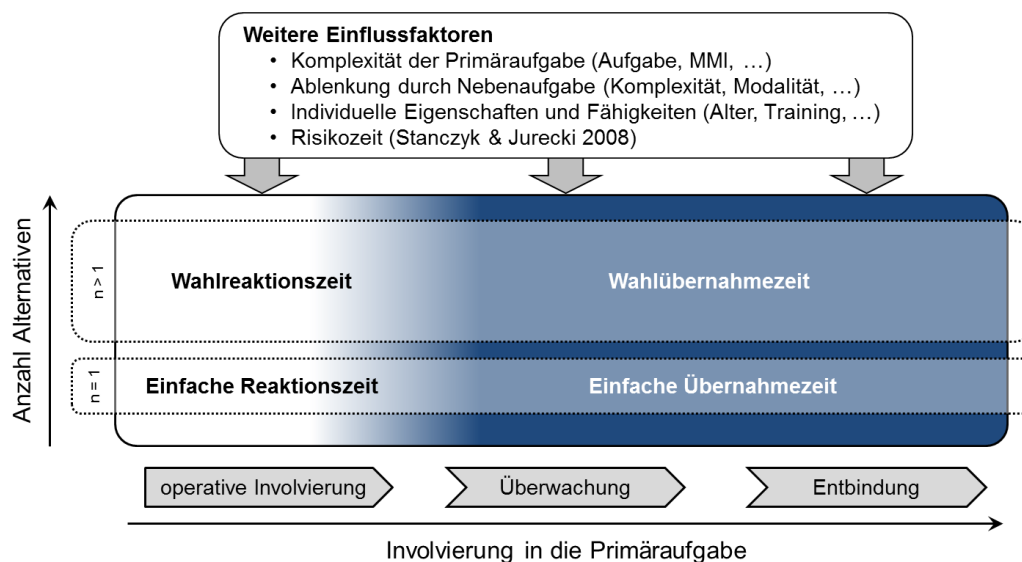 Weitere Einflussfaktoren
• Komplexität der Primäraufgabe (Aufgabe, MMI, …)
• Ablenkung durch Nebenaufgabe (Komplexität, Modalität, …)
• Individuelle Eigenschaften und Fähigkeiten (Alter, Training, …)
• Risikozeit (Stanczyk & Jurecki 2008)
Anzahl Alternativen
n > 1
Wahlreaktionszeit
Wahlübernahmezeit
n = 1
Einfache Reaktionszeit
Einfache Übernahmezeit
operative Involvierung
Überwachung
Entbindung
Involvierung in die Primäraufgabe